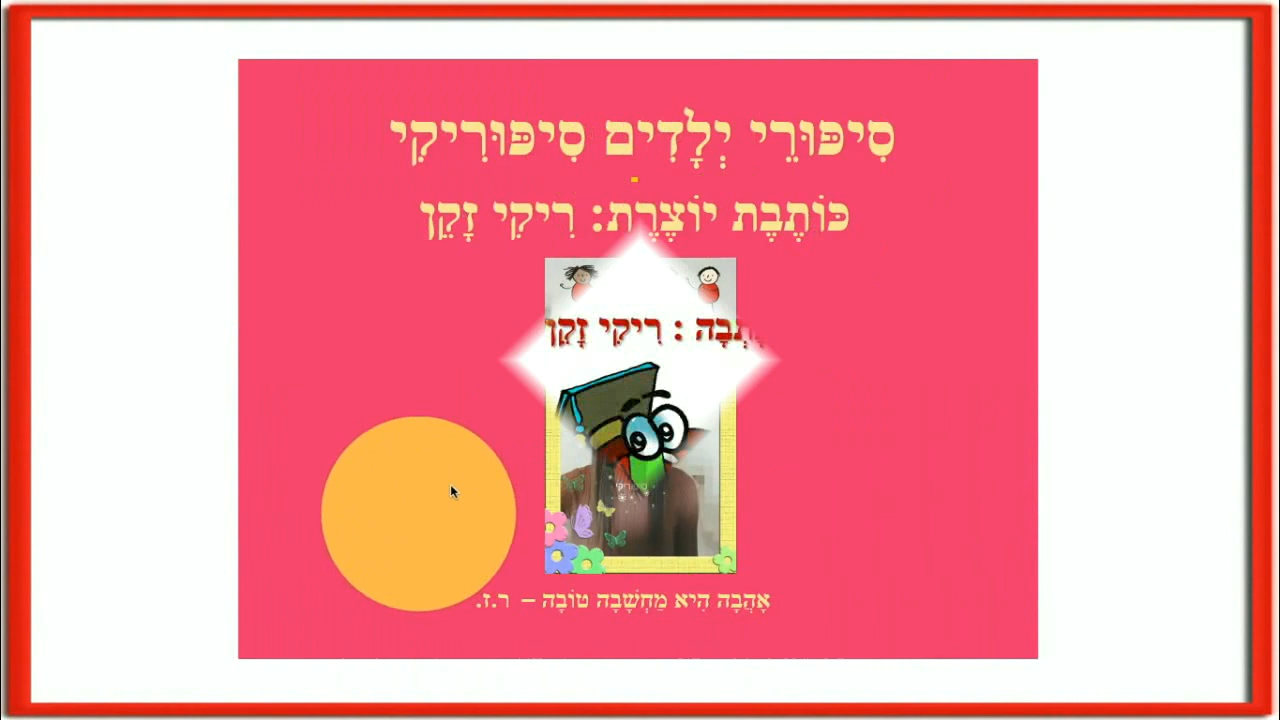 סִיפּוּרֵי יְלָדִים סִיפּוּרִיקִי
כּוֹתֶבֶת יוֹצֶרֶת: רִיקִי זָקֵן
: רִיקִי זָקֵן
אָהֲבָה הִיא מַחְשָׁבָה טוֹבָה – ר.ז.